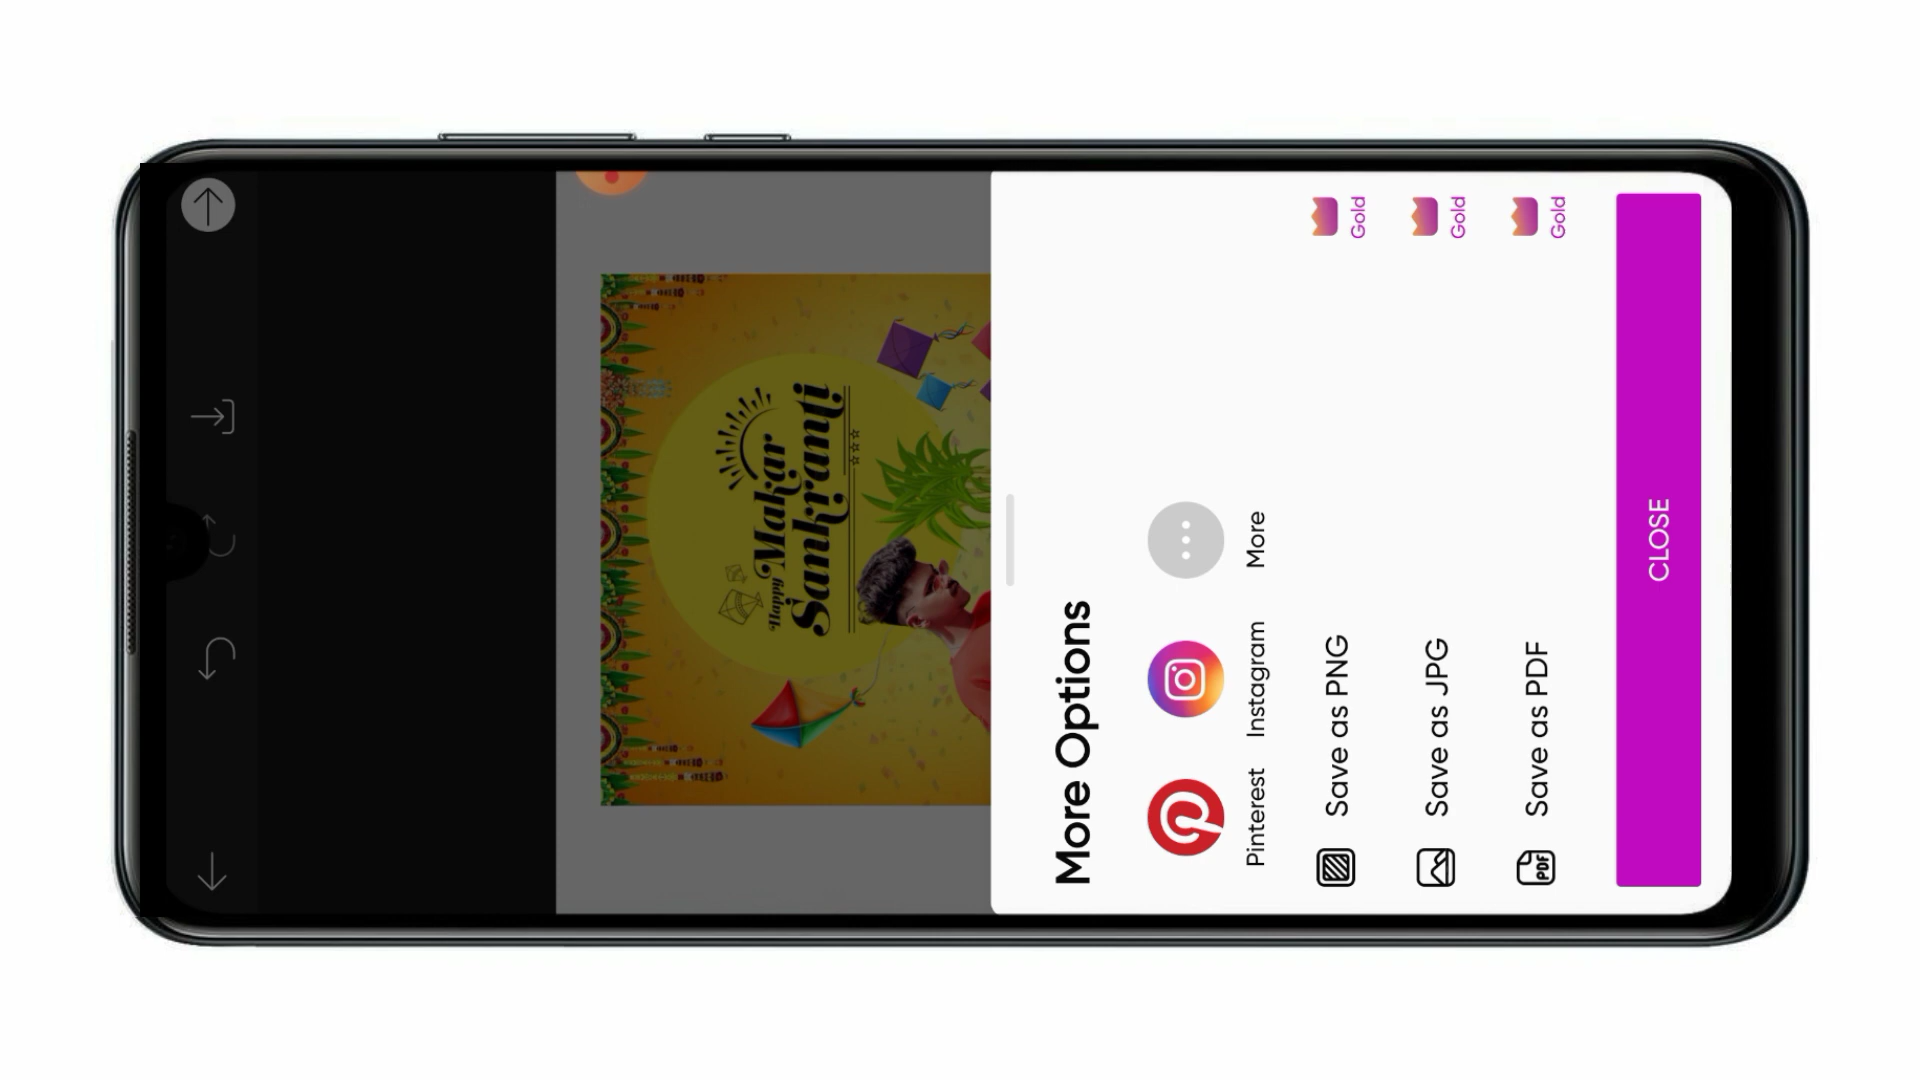 Happy Makar
Sankranti
More Options
Pinterest
Instagram
More
Save as PNG
Gold
Save as JPG
Gold
PDF
Save as PDF
Gold
CLOSE